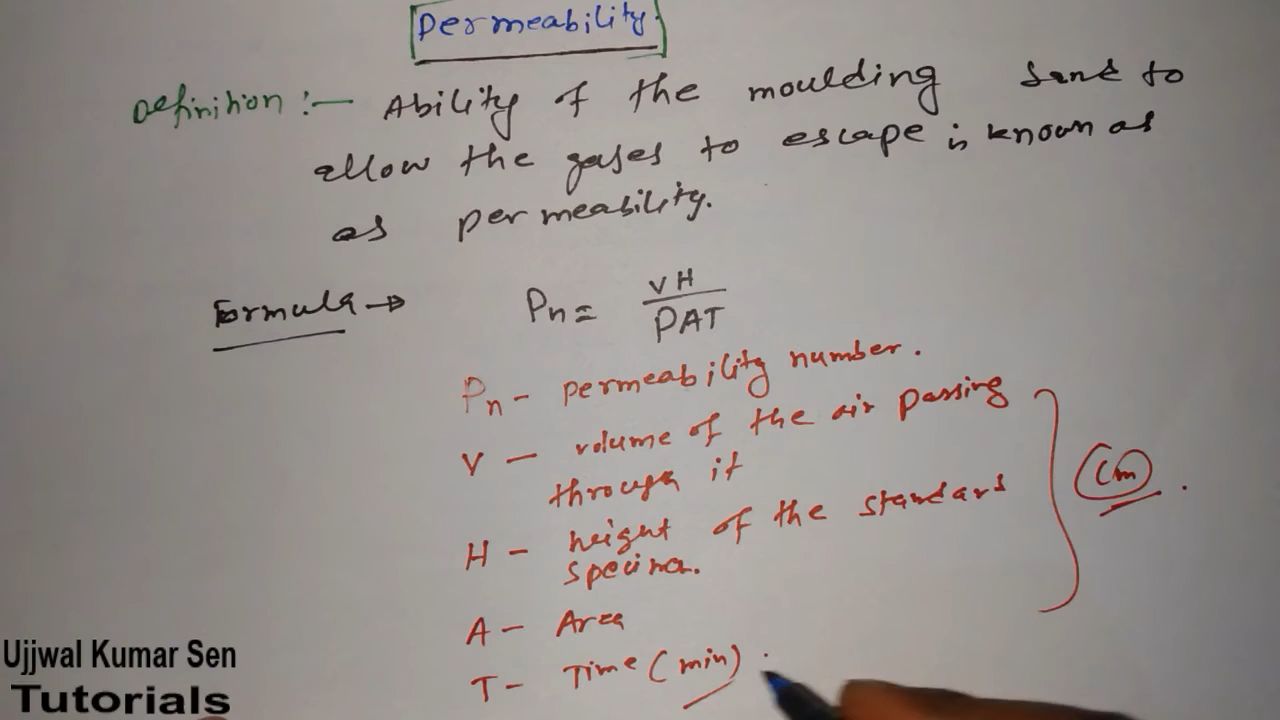 Permeability.
Definition :- Ability of the moulding sand to
allow the gases to escape is known as
as permeability.
Formula → Pn = VH
PAT
Pn - permeability number.
V - volume of the air passing
through it
H - height of the standard
A - Area
T - Time (min)
(cm)
Ujjwal Kumar Sen
Tutorials